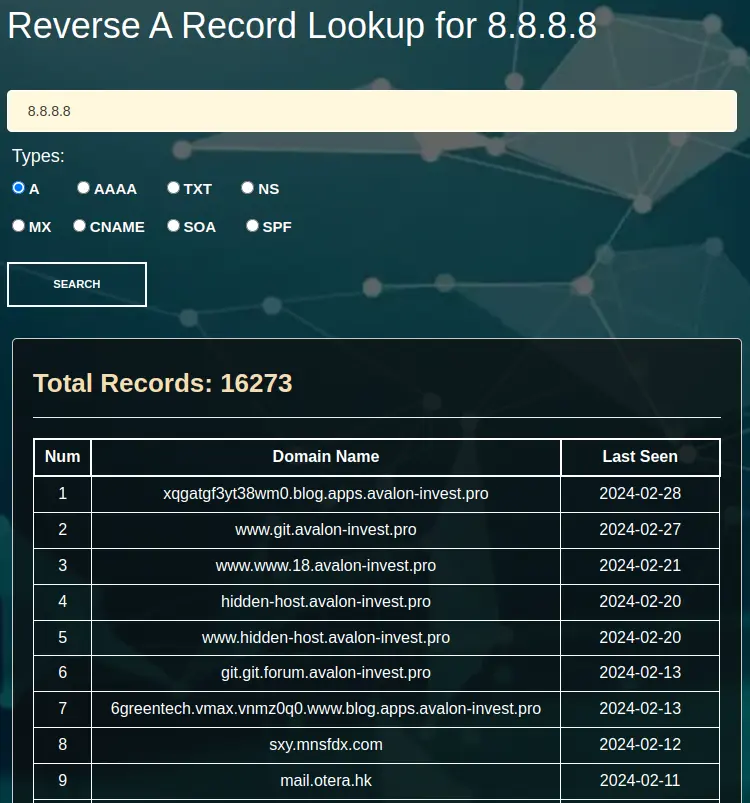 Reverse A Record Lookup for 8.8.8.8
8.8.8.8
Types:
A AAAA TXT NS
MX CNAME SOA SPF
SEARCH
Total Records: 16273
Num Domain Name Last Seen
1 xqgatgf3yt38wm0.blog.apps.avalon-invest.pro 2024-02-28
2 www.git.avalon-invest.pro 2024-02-27
3 www.www.18.avalon-invest.pro 2024-02-21
4 hidden-host.avalon-invest.pro 2024-02-20
5 www.hidden-host.avalon-invest.pro 2024-02-20
6 git.git.forum.avalon-invest.pro 2024-02-13
7 6greentech.vmax.vnmz0q0.www.blog.apps.avalon-invest.pro 2024-02-13
8 sxy.mnsfdx.com 2024-02-12
9 mail.otera.hk 2024-02-11